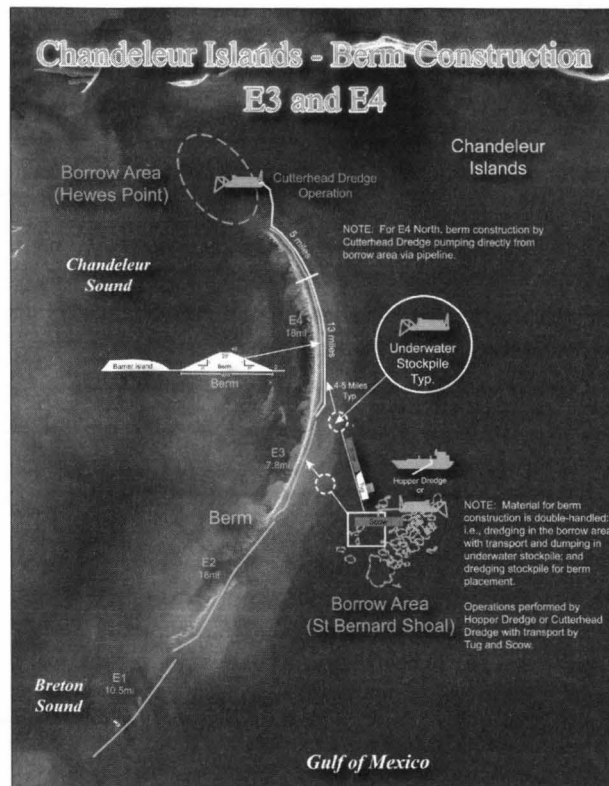 Chandeleur Islands - Berm Construction
E3 and E4
Chandeleur
Islands
Borrow Area
(Hewes Point)
Cutterhead Dredge
Operation
NOTE: For E4 North, berm construction by
Cutterhead Dredge pumping directly from
borrow area via pipeline.
5 miles
Chandeleur
Sound
E4
18mi
13 miles
Underwater
Stockpile
Typ.
Barrier Island
Berm
Berm
4-5 Miles
Typ
E3
7.8mi
Hopper Dredge
or
Scow
NOTE: Material for berm
construction is double-handled:
i.e., dredging in the borrow area
with transport and dumping in
underwater stockpile; and
dredging stockpile for berm
placement.
Berm
E2
16mi
Borrow Area
(St Bernard Shoal)
Operations performed by
Hopper Dredge or Cutterhead
Dredge with transport by
Tug and Scow.
E1
10.5mi
Breton
Sound
Gulf of Mexico